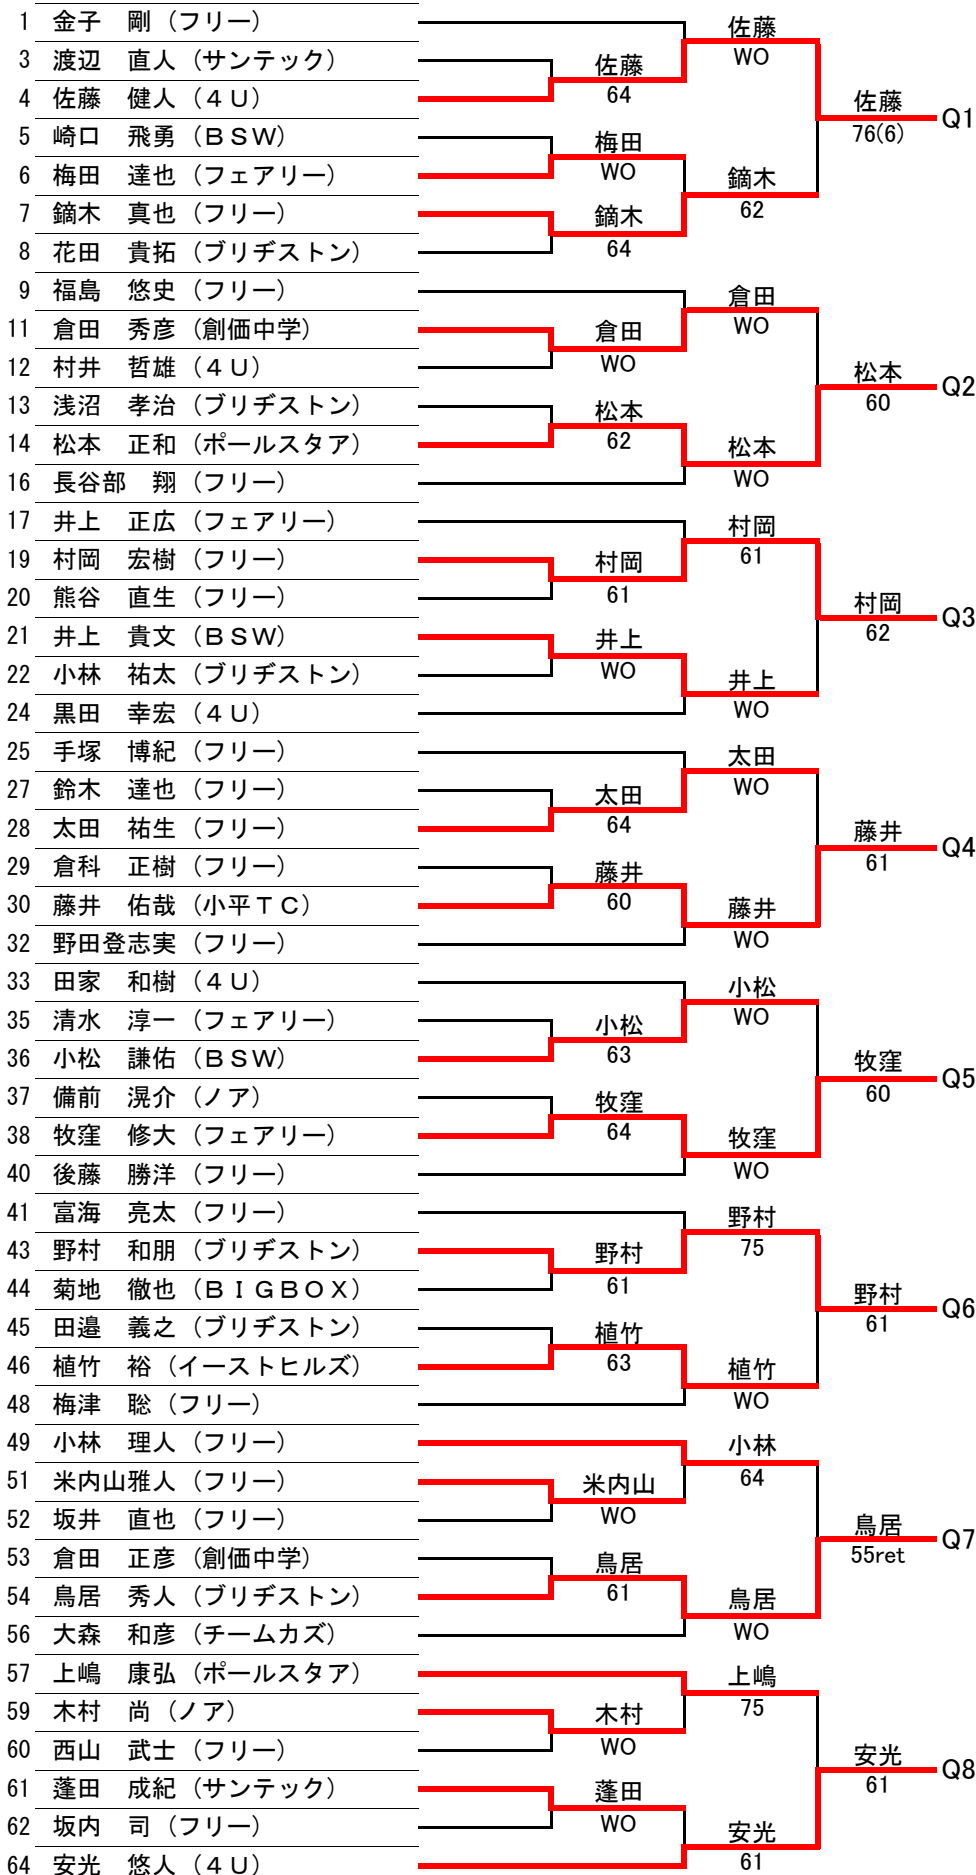 1 金子　剛（フリー）
3 渡辺　直人（サンテック）
4 佐藤　健人（４Ｕ）
5 崎口　飛勇（ＢＳＷ）
6 梅田　達也（フェアリー）
7 鏑木　真也（フリー）
8 花田　貴拓（ブリヂストン）
9 福島　悠史（フリー）
11 倉田　秀彦（創価中学）
12 村井　哲雄（４Ｕ）
13 浅沼　孝治（ブリヂストン）
14 松本　正和（ポールスタア）
16 長谷部　翔（フリー）
17 井上　正広（フェアリー）
19 村岡　宏樹（フリー）
20 熊谷　直生（フリー）
21 井上　貴文（ＢＳＷ）
22 小林　祐太（ブリヂストン）
24 黒田　幸宏（４Ｕ）
25 手塚　博紀（フリー）
27 鈴木　達也（フリー）
28 太田　祐生（フリー）
29 倉科　正樹（フリー）
30 藤井　佑哉（小平ＴＣ）
32 野田登志実（フリー）
33 田家　和樹（４Ｕ）
35 清水　淳一（フェアリー）
36 小松　謙佑（ＢＳＷ）
37 備前　滉介（ノア）
38 牧窪　修大（フェアリー）
40 後藤　勝洋（フリー）
41 富海　亮太（フリー）
43 野村　和朋（ブリヂストン）
44 菊地　徹也（ＢＩＧＢＯＸ）
45 田邉　義之（ブリヂストン）
46 植竹　裕（イーストヒルズ）
48 梅津　聡（フリー）
49 小林　理人（フリー）
51 米内山雅人（フリー）
52 坂井　直也（フリー）
53 倉田　正彦（創価中学）
54 鳥居　秀人（ブリヂストン）
56 大森　和彦（チームカズ）
57 上嶋　康弘（ポールスタア）
59 木村　尚（ノア）
60 西山　武士（フリー）
61 蓬田　成紀（サンテック）
62 坂内　司（フリー）
64 安光　悠人（４Ｕ）
佐藤
64
梅田
WO
鏑木
64
倉田
WO
松本
62
村岡
61
井上
WO
太田
64
藤井
60
小松
63
牧窪
64
野村
61
植竹
63
米内山
WO
鳥居
61
木村
WO
蓬田
WO
佐藤
WO
鏑木
62
倉田
WO
松本
WO
村岡
61
井上
WO
太田
WO
藤井
WO
小松
WO
牧窪
WO
野村
75
植竹
WO
小林
64
鳥居
WO
上嶋
75
安光
61
佐藤
76(6)
Q1
松本
60
Q2
村岡
62
Q3
藤井
61
Q4
牧窪
60
Q5
野村
61
Q6
鳥居
55ret
Q7
安光
61
Q8